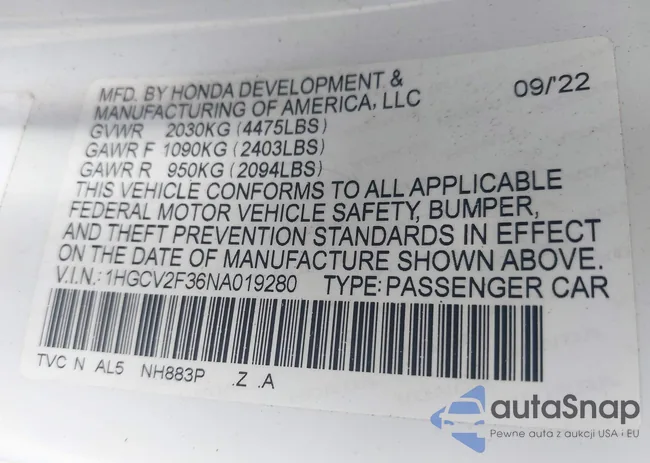 MFD. BY HONDA DEVELOPMENT & 09/'22
MANUFACTURING OF AMERICA, LLC
GVWR 2030KG (4475LBS)
GAWR F 1090KG (2403LBS)
GAWR R 950KG (2094LBS)
THIS VEHICLE CONFORMS TO ALL APPLICABLE
FEDERAL MOTOR VEHICLE SAFETY, BUMPER,
AND THEFT PREVENTION STANDARDS IN EFFECT
ON THE DATE OF MANUFACTURE SHOWN ABOVE.
V.I.N.: 1HGCV2F36NA019280 TYPE: PASSENGER CAR
TVC N AL5 NH883P .Z .A
autaSnap
Pewne auta z aukcji USA i EU